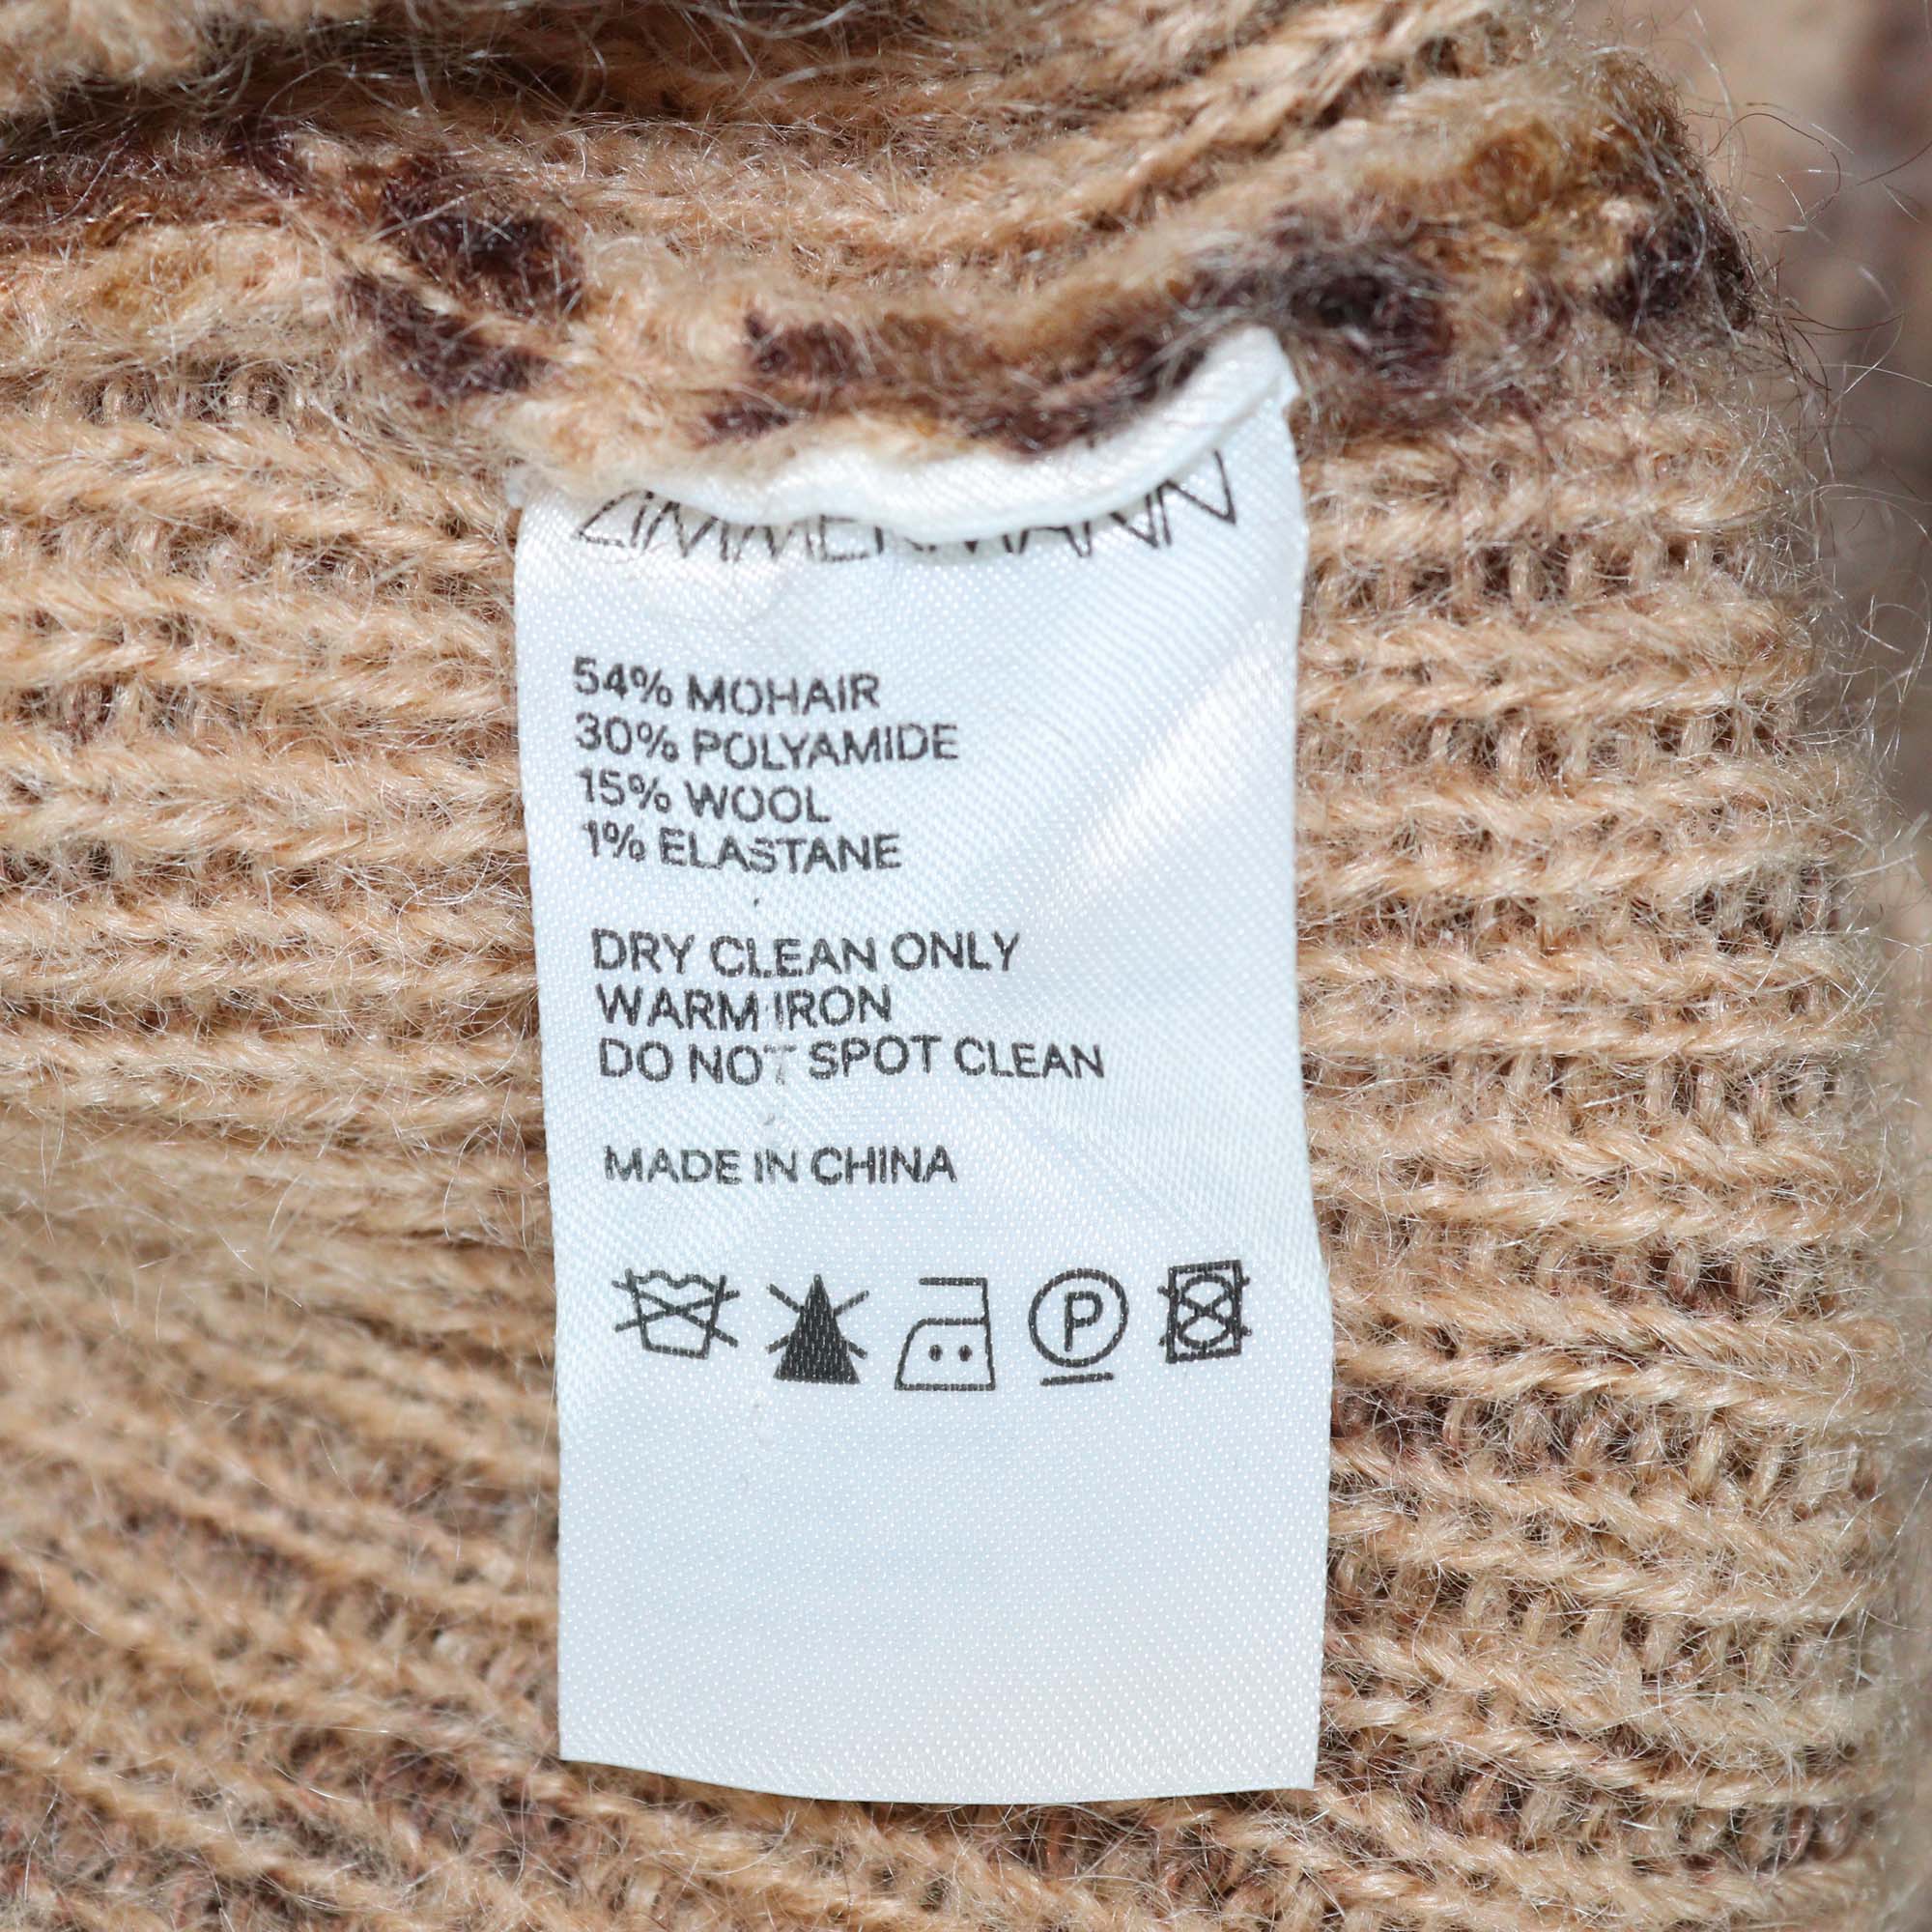 ZIMMERMANN
54% MOHAIR
30% POLYAMIDE
15% WOOL
1% ELASTANE
DRY CLEAN ONLY
WARM IRON
DO NOT SPOT CLEAN
MADE IN CHINA
P